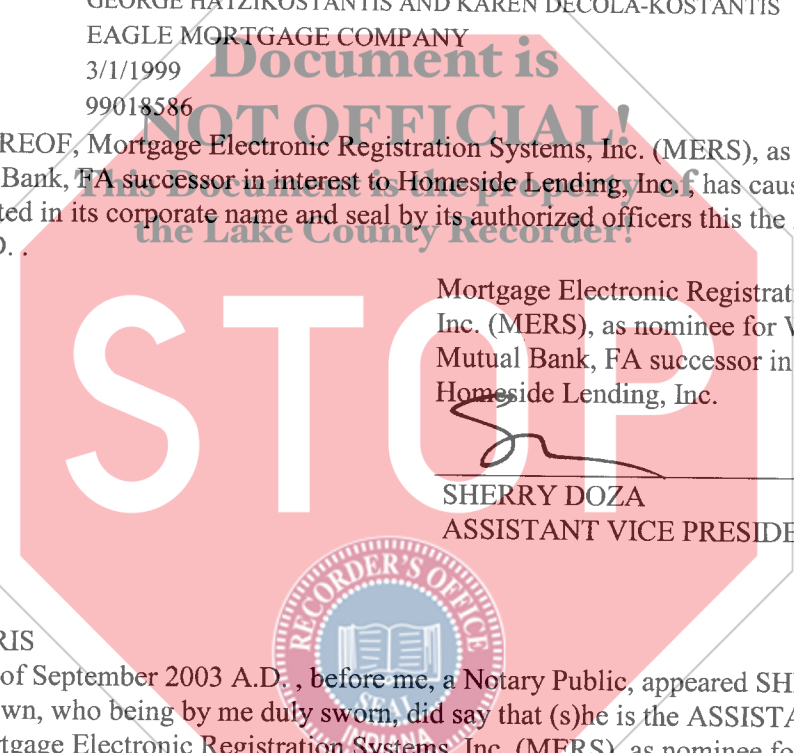 GEORGE HATZIKOSTANTIS AND KAREN DECOLA-KOSTANTIS
EAGLE MORTGAGE COMPANY
Document is
3/1/1999
99018586
NOT OFFICIAL!
REOF, Mortgage Electronic Registration Systems, Inc. (MERS), as
Bank, FA successor in interest to Homeside Lending, Inc., has caus
This Document is the property of
ted in its corporate name and seal by its authorized officers this the
the Lake County Recorder!
Mortgage Electronic Registrat
Inc. (MERS), as nominee for
Mutual Bank, FA successor in
Homeside Lending, Inc.
STOP
SHERRY DOZA
ASSISTANT VICE PRESIDE
RECORDER'S OFFICE
RIS
of September 2003 A.D. , before me, a Notary Public, appeared SH
wn, who being by me duly sworn, did say that (s)he is the ASSISTA
SEAL
INDIANA
tgage Electronic Registration Systems, Inc. (MERS), as nominee fo